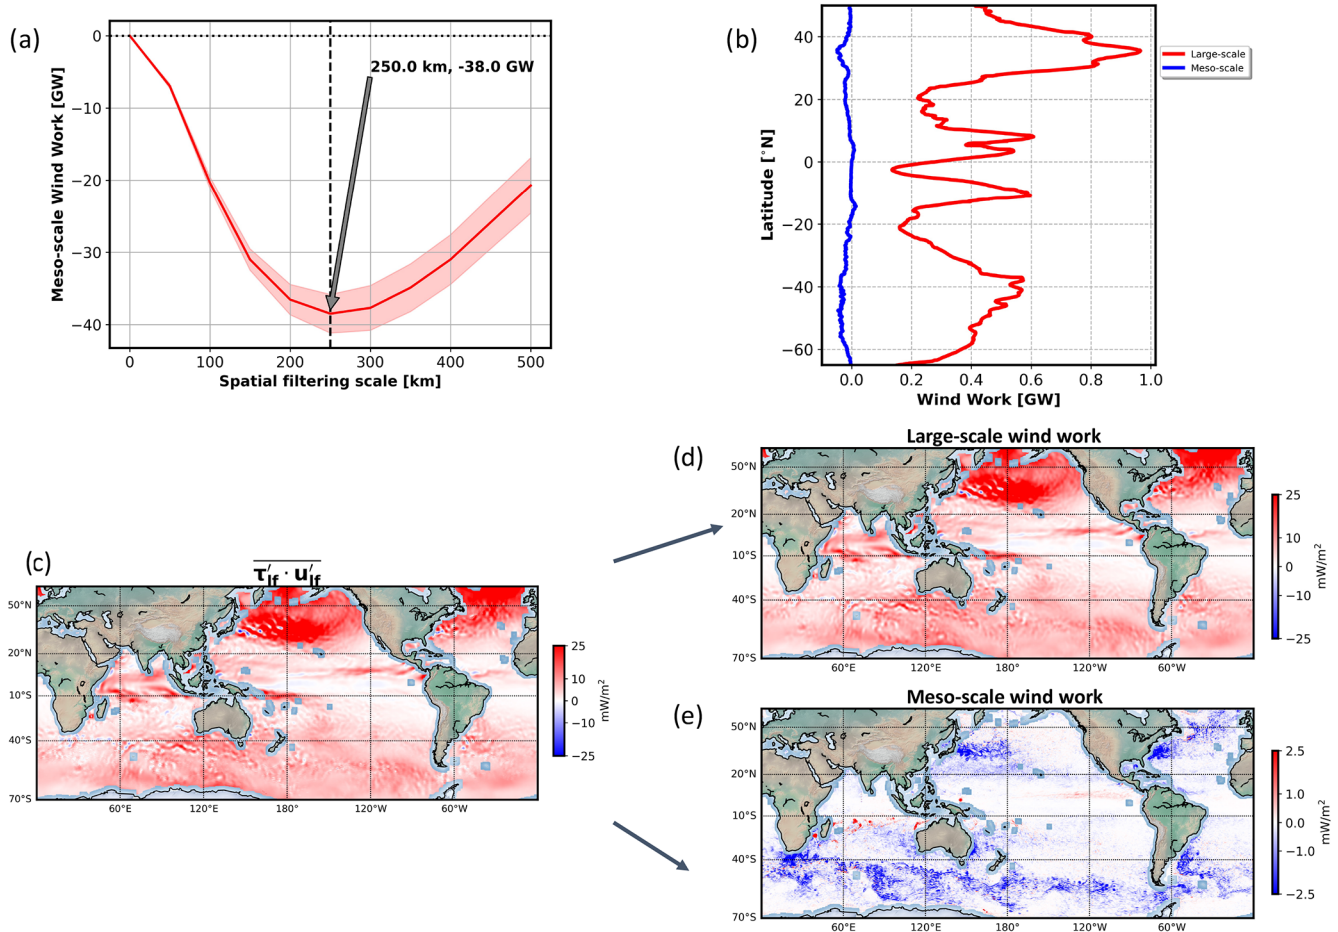 (a)
Meso-scale Wind Work [GW]
0
−10
−20
−30
−40
250.0 km, -38.0 GW
0 100 200 300 400 500
Spatial filtering scale [km]
(b)
Latitude [°N]
40
20
0
−20
−40
−60
0.0 0.2 0.4 0.6 0.8 1.0
Wind Work [GW]
Large-scale
Meso-scale
(c)
τ′lf · u′lf
50°N
20°N
10°S
40°S
70°S
60°E 120°E 180° 120°W 60°W
25
10
0
−10
−25
mW/m²
(d)
Large-scale wind work
50°N
20°N
10°S
40°S
70°S
60°E 120°E 180° 120°W 60°W
25
10
0
−10
−25
mW/m²
(e)
Meso-scale wind work
50°N
20°N
10°S
40°S
70°S
60°E 120°E 180° 120°W 60°W
2.5
1.0
0.0
−1.0
−2.5
mW/m²